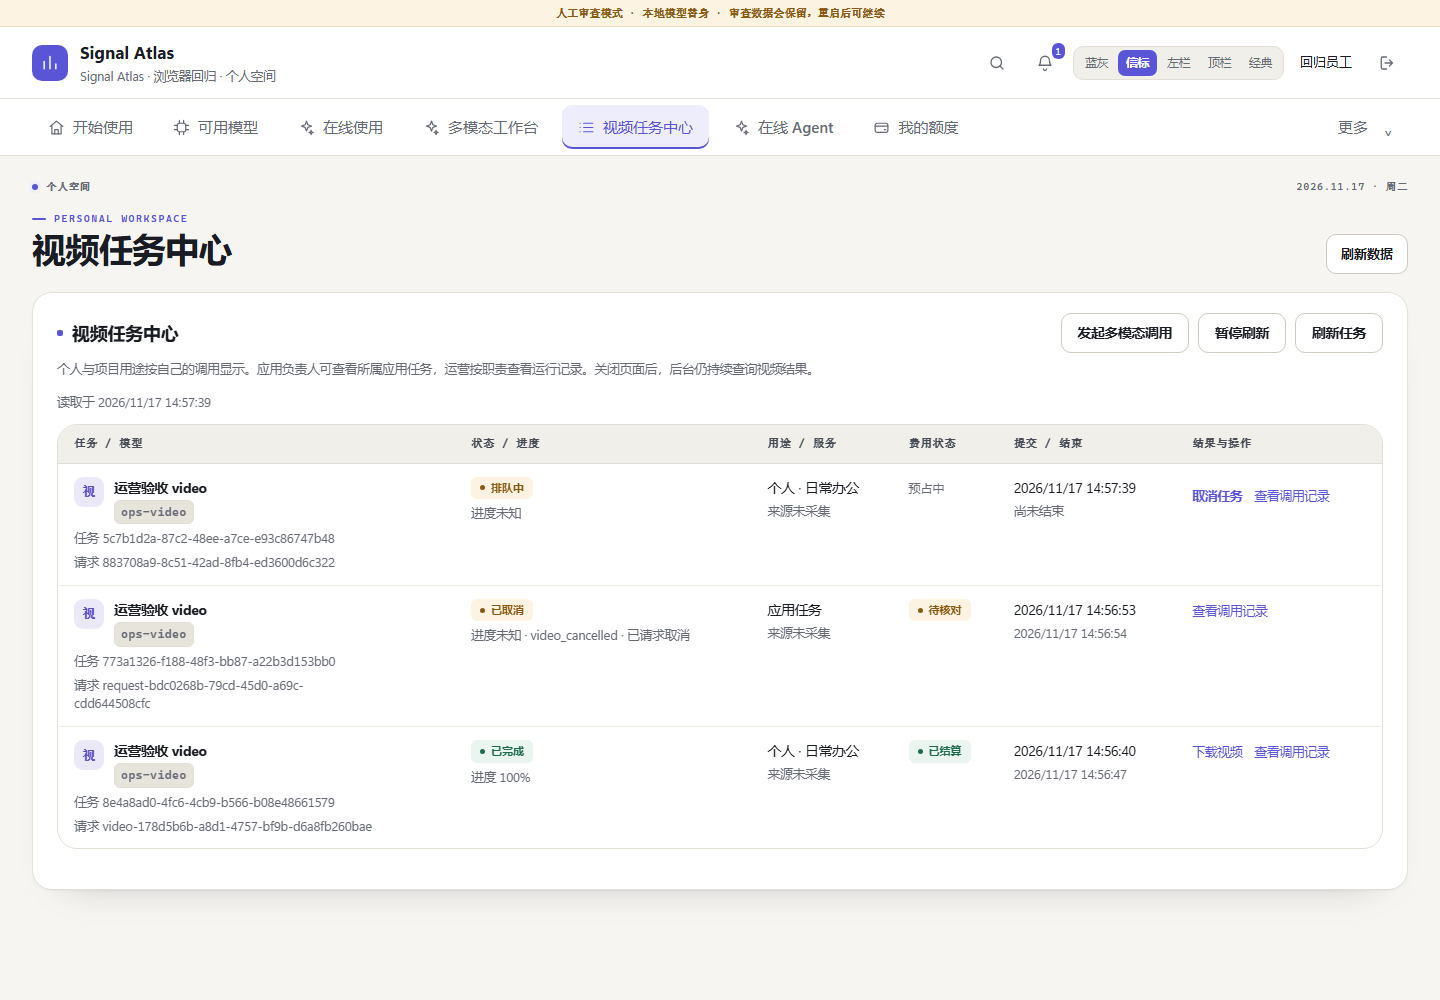 人工审查模式 · 本地模型替身 · 审查数据会保留，重启后可继续
Signal Atlas
Signal Atlas · 浏览器回归 · 个人空间
1
蓝灰 信标 左栏 顶栏 经典
回归员工
开始使用 可用模型 在线使用 多模态工作台 视频任务中心 在线 Agent 我的额度 更多
个人空间
2026.11.17 · 周二
PERSONAL WORKSPACE
视频任务中心
刷新数据
视频任务中心
发起多模态调用 暂停刷新 刷新任务
个人与项目用途按自己的调用显示。应用负责人可查看所属应用任务，运营按职责查看运行记录。关闭页面后，后台仍持续查询视频结果。
读取于 2026/11/17 14:57:39
任务 / 模型 状态 / 进度 用途 / 服务 费用状态 提交 / 结束 结果与操作
视 运营验收 video 排队中 个人 · 日常办公 预占中 2026/11/17 14:57:39 取消任务 查看调用记录
ops-video 进度未知 来源未采集 尚未结束
任务 5c7b1d2a-87c2-48ee-a7ce-e93c86747b48
请求 883708a9-8c51-42ad-8fb4-ed3600d6c322
视 运营验收 video 已取消 应用任务 待核对 2026/11/17 14:56:53 查看调用记录
ops-video 进度未知 · video_cancelled · 已请求取消 来源未采集 2026/11/17 14:56:54
任务 773a1326-f188-48f3-bb87-a22b3d153bb0
请求 request-bdc0268b-79cd-45d0-a69c-
cdd644508cfc
视 运营验收 video 已完成 个人 · 日常办公 已结算 2026/11/17 14:56:40 下载视频 查看调用记录
ops-video 进度 100% 来源未采集 2026/11/17 14:56:47
任务 8e4a8ad0-4fc6-4cb9-b566-b08e48661579
请求 video-178d5b6b-a8d1-4757-bf9b-d6a8fb260bae